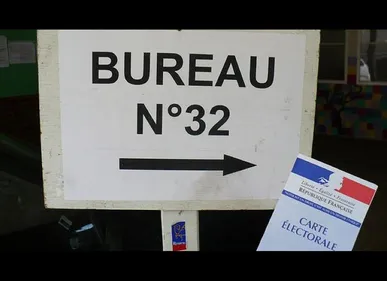 BUREAU
N°32
RÉPUBLIQUE FRANÇAISE
CARTE
ÉLECTORALE